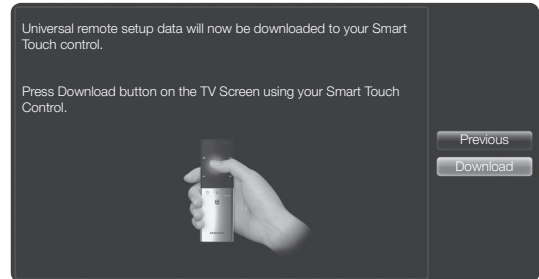 Universal remote setup data will now be downloaded to your Smart
Touch control.
Press Download button on the TV Screen using your Smart Touch
Control.
Previous
Download